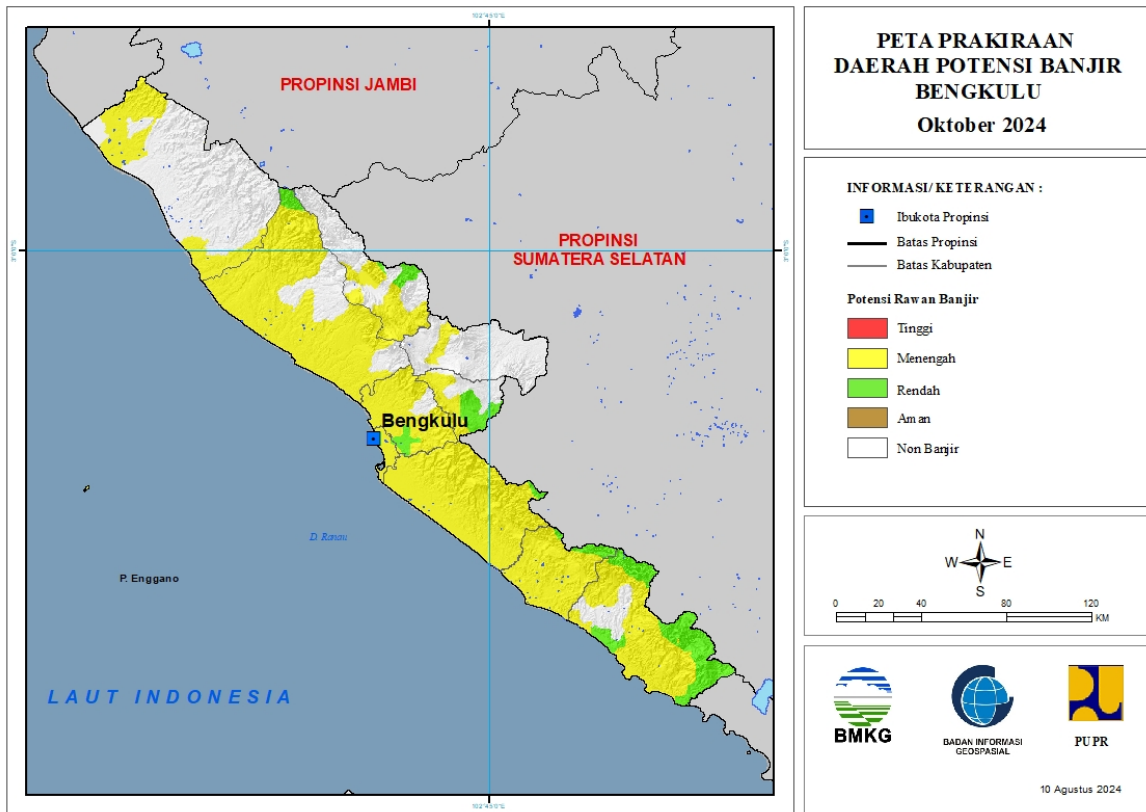 PETA PRAKIRAAN
DAERAH POTENSI BANJIR
BENGKULU
Oktober 2024
INFORMASI/ KETERANGAN :
Ibukota Propinsi
Batas Propinsi
Batas Kabupaten
Potensi Rawan Banjir
Tinggi
Menengah
Rendah
Aman
Non Banjir
N
W E
S
0 20 40 80 120
KM
BMKG
BADAN INFORMASI
GEOSPASIAL
PUPR
10 Agustus 2024
PROPINSI JAMBI
PROPINSI
SUMATERA SELATAN
Bengkulu
D. Ranau
P. Enggano
LAUT INDONESIA